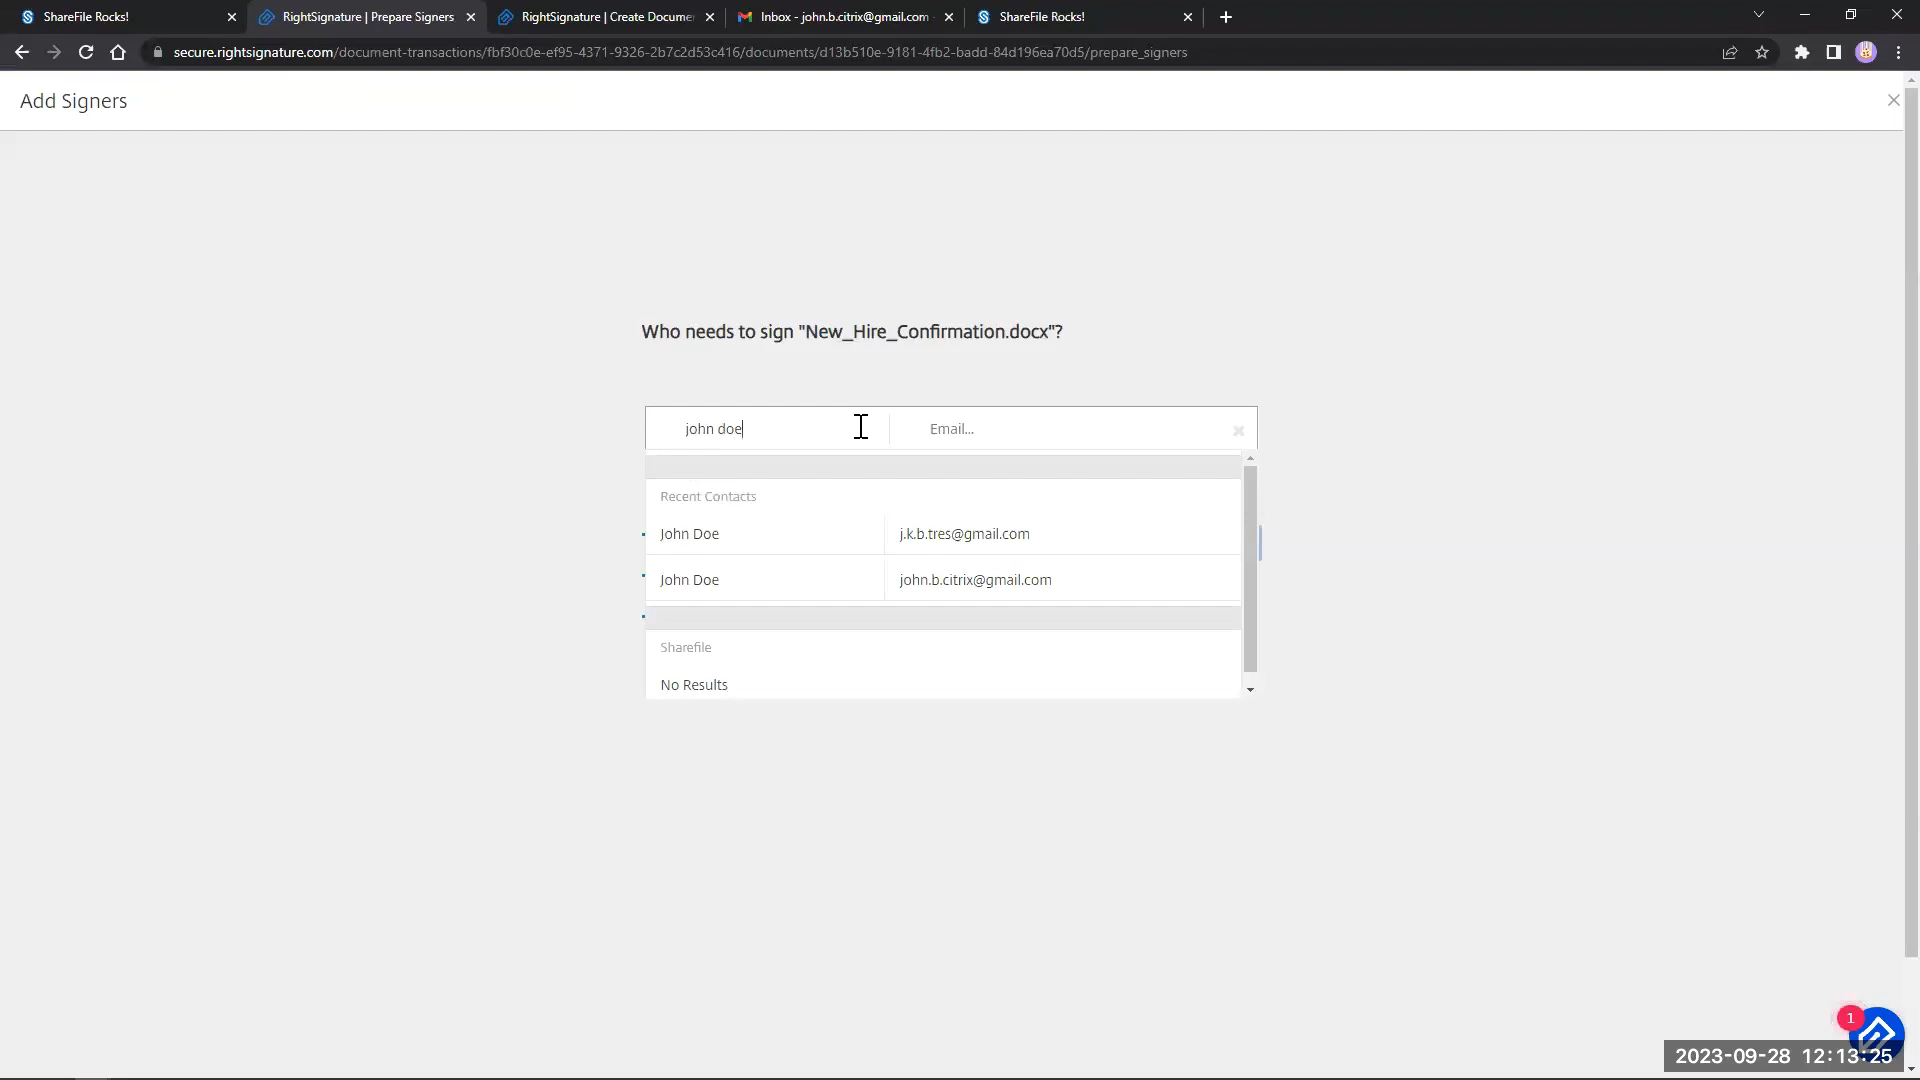 ShareFile Rocks!
RightSignature | Prepare Signers
RightSignature | Create Docume
Inbox - john.b.citrix@gmail.com
ShareFile Rocks!
secure.rightsignature.com/document-transactions/fbf30c0e-ef95-4371-9326-2b7c2d53c416/documents/d13b510e-9181-4fb2-badd-84d196ea70d5/prepare_signers
Add Signers
Who needs to sign "New_Hire_Confirmation.docx"?
john doe Email...
Recent Contacts
John Doe j.k.b.tres@gmail.com
John Doe john.b.citrix@gmail.com
Sharefile
No Results
1
2023-09-28 12:13:25